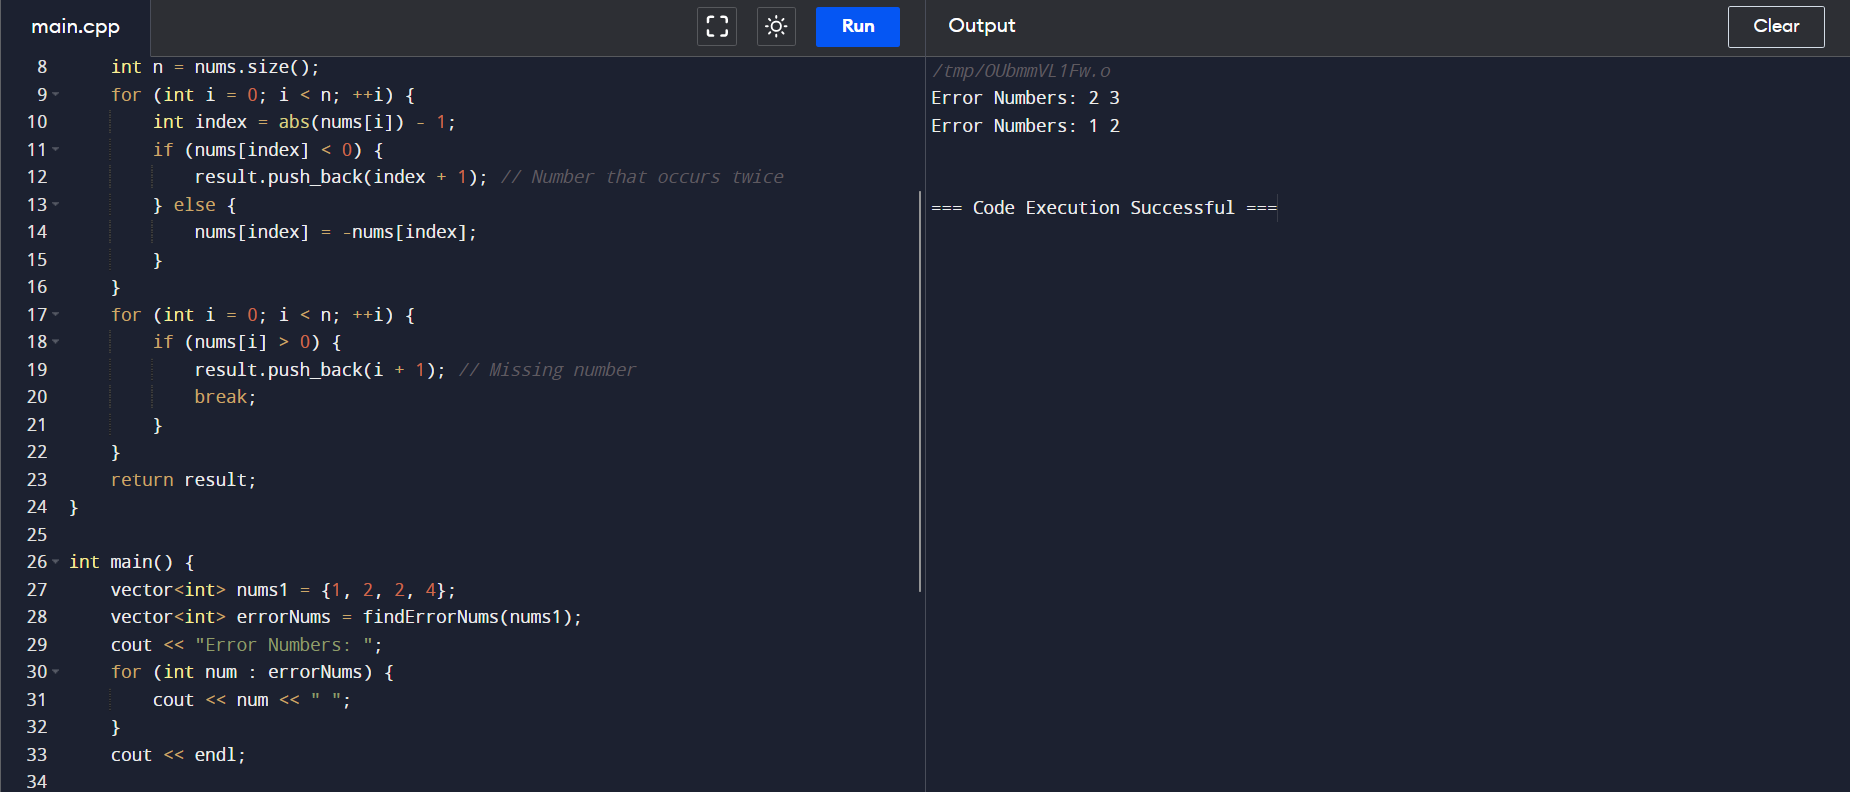 main.cpp
Run
8 int n = nums.size();
9 for (int i = 0; i < n; ++i) {
10 int index = abs(nums[i]) - 1;
11 if (nums[index] < 0) {
12 result.push_back(index + 1); // Number that occurs twice
13 } else {
14 nums[index] = -nums[index];
15 }
16 }
17 for (int i = 0; i < n; ++i) {
18 if (nums[i] > 0) {
19 result.push_back(i + 1); // Missing number
20 break;
21 }
22 }
23 return result;
24 }
25
26 int main() {
27 vector<int> nums1 = {1, 2, 2, 4};
28 vector<int> errorNums = findErrorNums(nums1);
29 cout << "Error Numbers: ";
30 for (int num : errorNums) {
31 cout << num << " ";
32 }
33 cout << endl;
34
Output
Clear
/tmp/OUbmmVL1Fw.o
Error Numbers: 2 3
Error Numbers: 1 2
=== Code Execution Successful ===